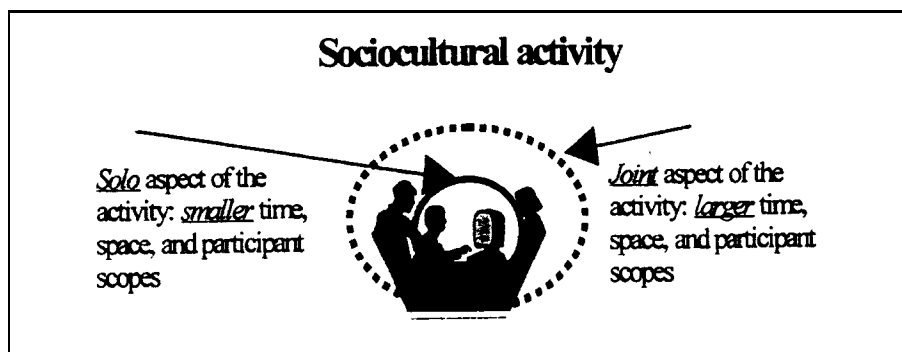 Sociocultural activity
Solo aspect of the
activity: smaller time,
space, and participant
scopes
Joint aspect of the
activity: larger time,
space, and participant
scopes